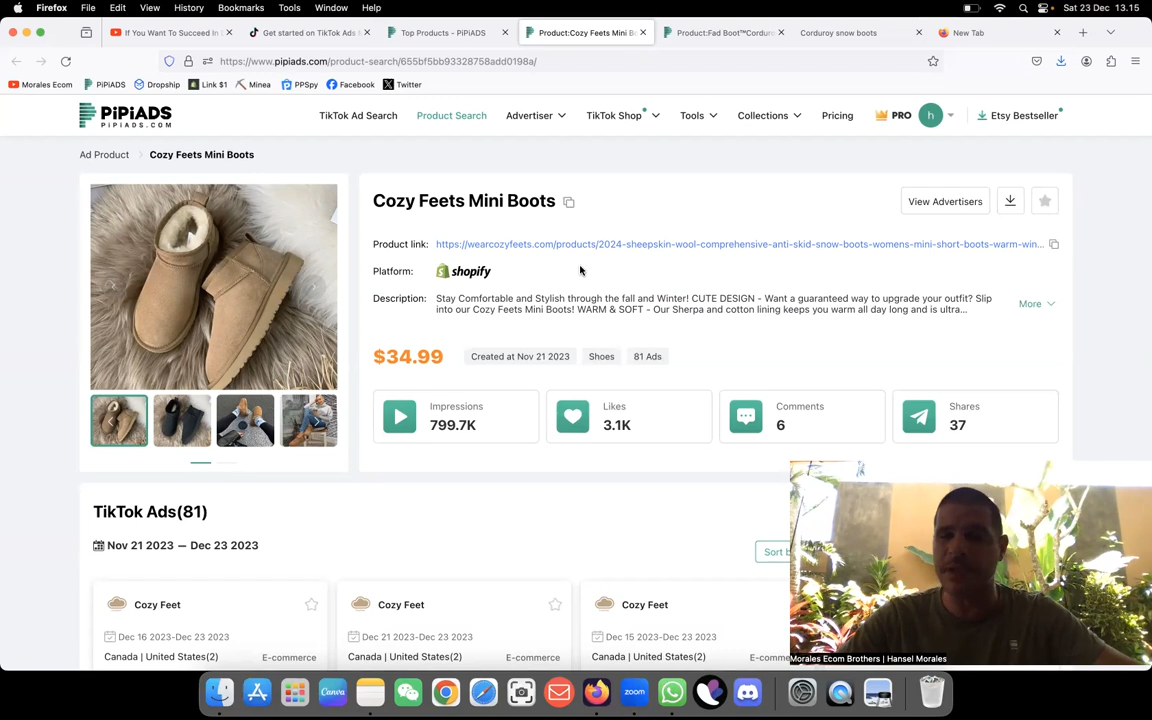 Firefox File Edit View History Bookmarks Tools Window Help Sat 23 Dec 13.15
If You Want To Succeed In E Get started on TikTok Ads M Top Products - PiPiADS Product:Cozy Feets Mini Bo Product:Fad Boot™Cordur Corduroy snow boots New Tab
https://www.pipiads.com/product-search/655bf5bb93328758add0198a/
Morales Ecom PiPiADS Dropship Link $1 Minea PPSpy Facebook Twitter
PiPiADS
PIPIADS.COM
TikTok Ad Search Product Search Advertiser TikTok Shop Tools Collections Pricing PRO h Etsy Bestseller
Ad Product Cozy Feets Mini Boots
Cozy Feets Mini Boots
View Advertisers
Product link: https://wearcozyfeets.com/products/2024-sheepskin-wool-comprehensive-anti-skid-snow-boots-womens-mini-short-boots-warm-win...
Platform: shopify
Description: Stay Comfortable and Stylish through the fall and Winter! CUTE DESIGN - Want a guaranteed way to upgrade your outfit? Slip
into our Cozy Feets Mini Boots! WARM & SOFT - Our Sherpa and cotton lining keeps you warm all day long and is ultra...
More
$34.99 Created at Nov 21 2023 Shoes 81 Ads
Impressions Likes Comments Shares
799.7K 3.1K 6 37
TikTok Ads(81)
Nov 21 2023 — Dec 23 2023
Sort b
Cozy Feet Cozy Feet Cozy Feet
Dec 16 2023-Dec 23 2023 Dec 21 2023-Dec 23 2023 Dec 15 2023-Dec 23 2023
Canada | United States(2) E-commerce Canada | United States(2) E-commerce Canada | United States(2) E-comme
Morales Ecom Brothers | Hansel Morales
Canva zoom